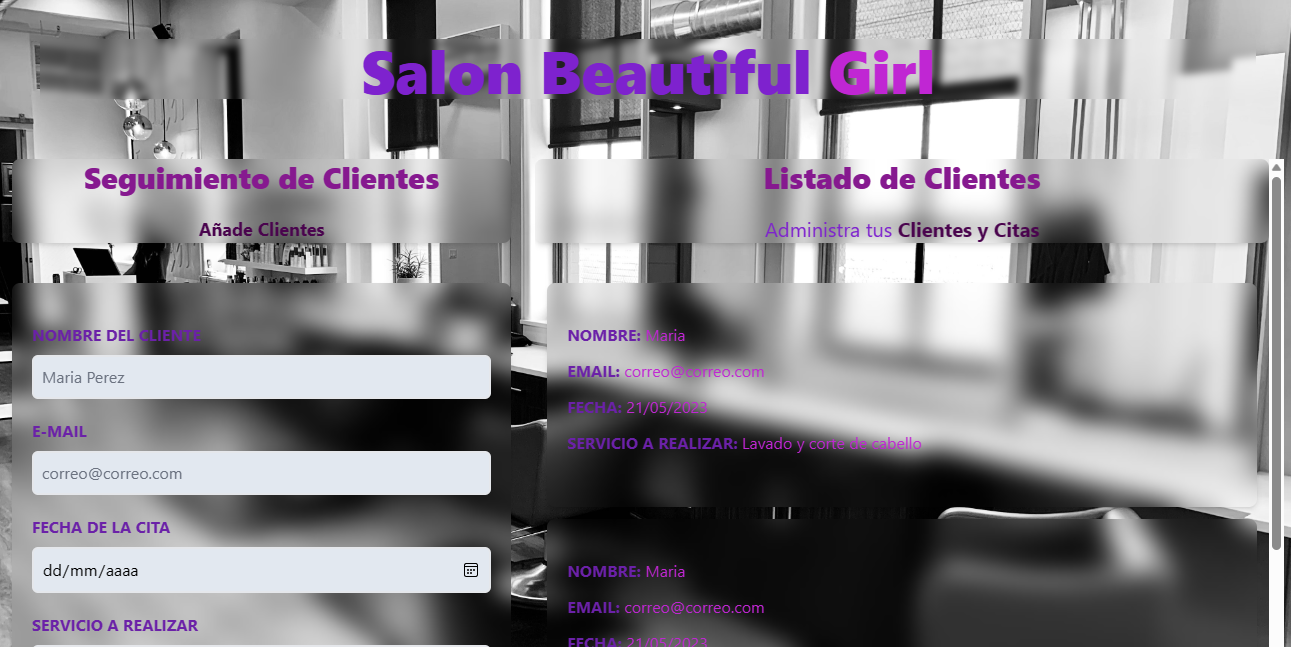 Salon Beautiful Girl
Seguimiento de Clientes
Añade Clientes
NOMBRE DEL CLIENTE
Maria Perez
E-MAIL
correo@correo.com
FECHA DE LA CITA
dd/mm/aaaa
SERVICIO A REALIZAR
Listado de Clientes
Administra tus Clientes y Citas
NOMBRE: Maria
EMAIL: correo@correo.com
FECHA: 21/05/2023
SERVICIO A REALIZAR: Lavado y corte de cabello
NOMBRE: Maria
EMAIL: correo@correo.com
FECHA: 21/05/2023